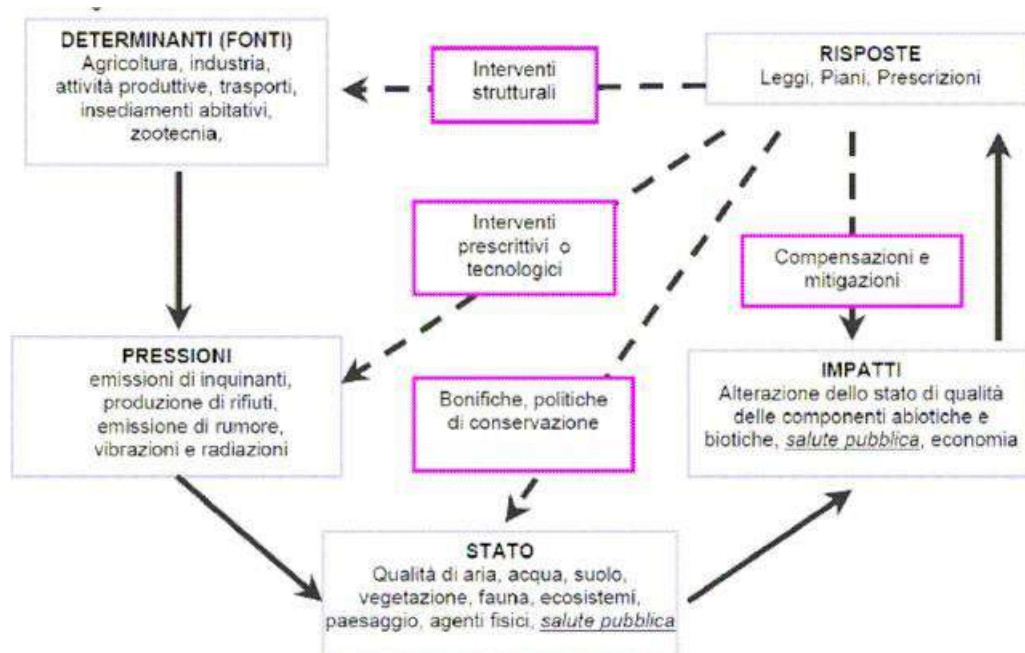 DETERMINANTI (FONTI)
Agricoltura, industria,
attività produttive, trasporti,
insediamenti abitativi,
zootecnia,
Interventi
strutturali
RISPOSTE
Leggi, Piani, Prescrizioni
Interventi
prescrittivi o
tecnologici
Compensazioni e
mitigazioni
PRESSIONI
emissioni di inquinanti,
produzione di rifiuti,
emissione di rumore,
vibrazioni e radiazioni
Bonifiche, politiche
di conservazione
IMPATTI
Alterazione dello stato di qualità
delle componenti abiotiche e
biotiche, salute pubblica, economia
STATO
Qualità di aria, acqua, suolo,
vegetazione, fauna, ecosistemi,
paesaggio, agenti fisici, salute pubblica